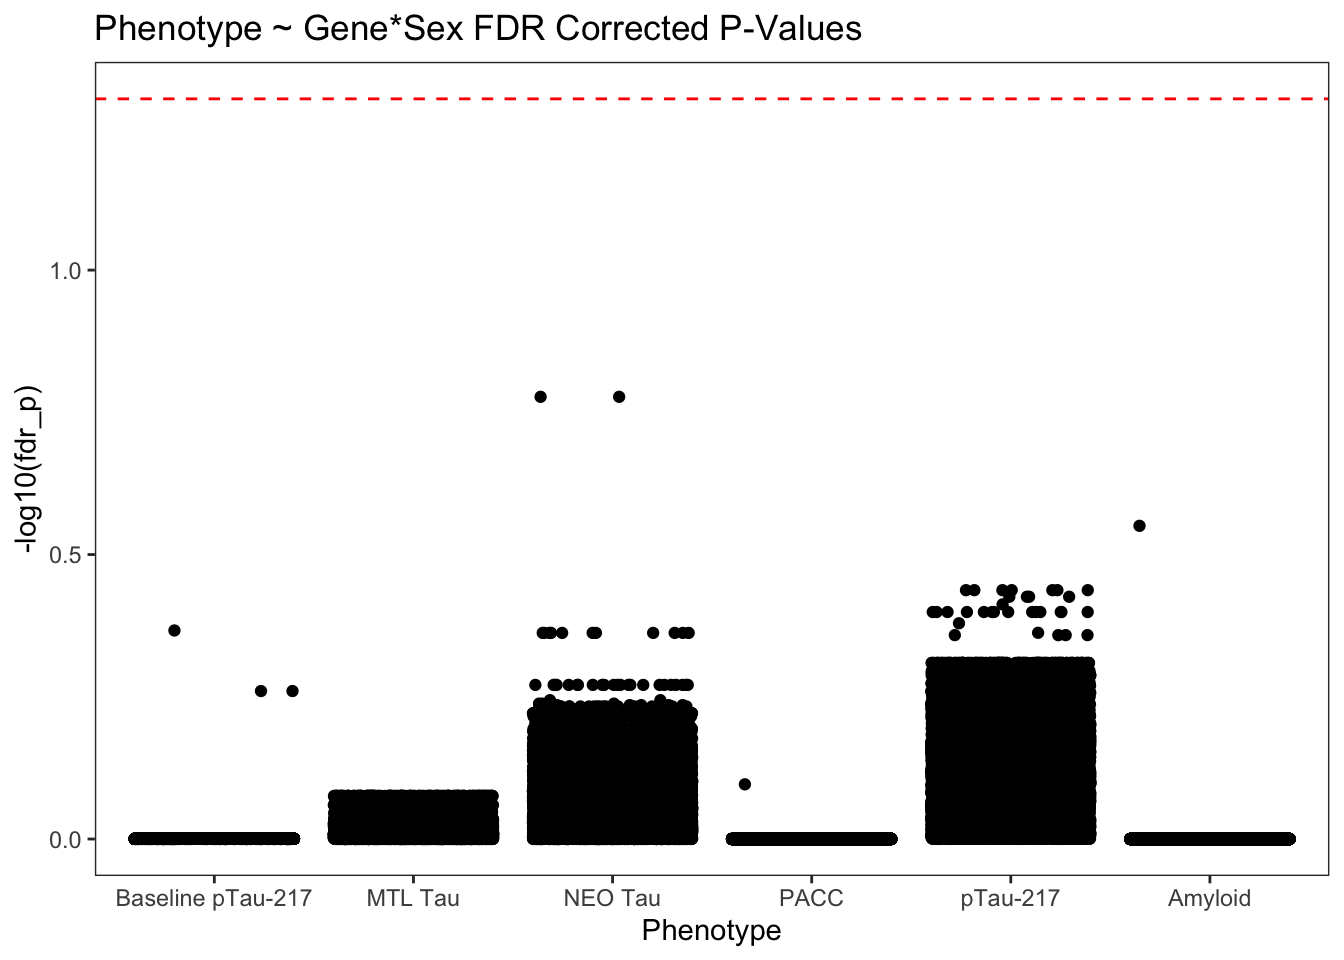 Phenotype ~ Gene*Sex FDR Corrected P-Values
-log10(fdr_p)
1.0
0.5
0.0
Baseline pTau-217 MTL Tau NEO Tau PACC pTau-217 Amyloid
Phenotype